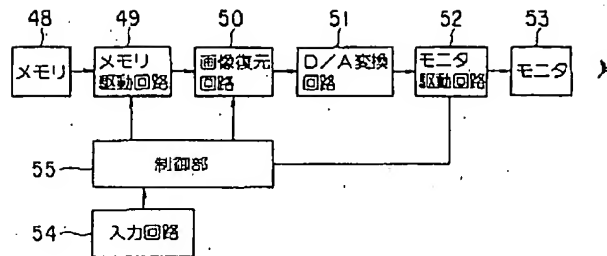 48 49 50 51 52 53
メモリ
メモリ
駆動回路
画像復元
回路
D/A変換
回路
モニタ
駆動回路
モニタ
55
制御部
54
入力回路